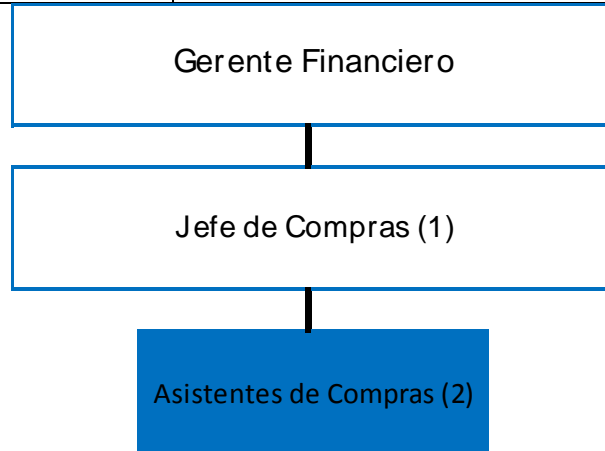 Gerente Financiero
Jefe de Compras (1)
Asistentes de Compras (2)